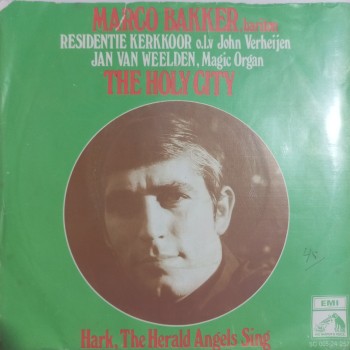 MARCO BAKKER, bariton
RESIDENTIE KERKKOOR o.l.v John Verheijen
JAN VAN WEELDEN, Magic Organ
THE HOLY CITY
EMI
Hark, The Herald Angels Sing